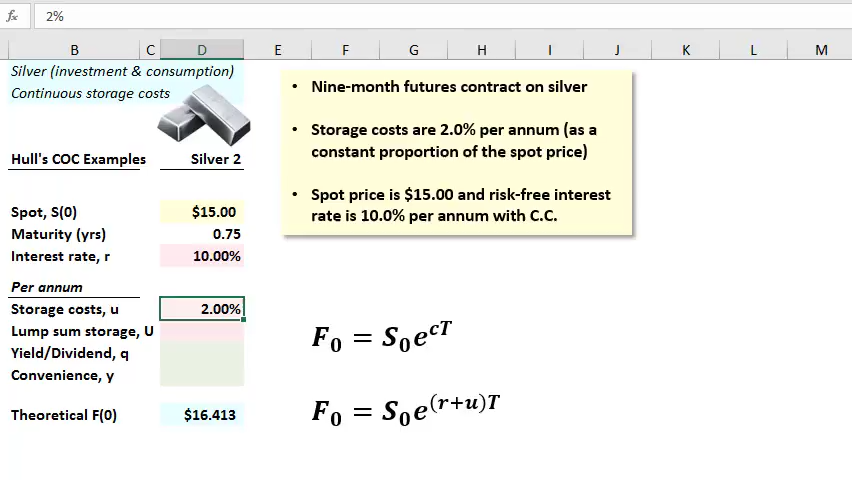 fx 2%
B C D E F G H I J K L M
Silver (investment & consumption)
Continuous storage costs
Hull's COC Examples Silver 2
Spot, S(0) $15.00
Maturity (yrs) 0.75
Interest rate, r 10.00%
Per annum
Storage costs, u 2.00%
Lump sum storage, U
Yield/Dividend, q
Convenience, y
Theoretical F(0) $16.413
• Nine-month futures contract on silver
• Storage costs are 2.0% per annum (as a
constant proportion of the spot price)
• Spot price is $15.00 and risk-free interest
rate is 10.0% per annum with C.C.
F₀ = S₀e^{cT}
F₀ = S₀e^{(r+u)T}